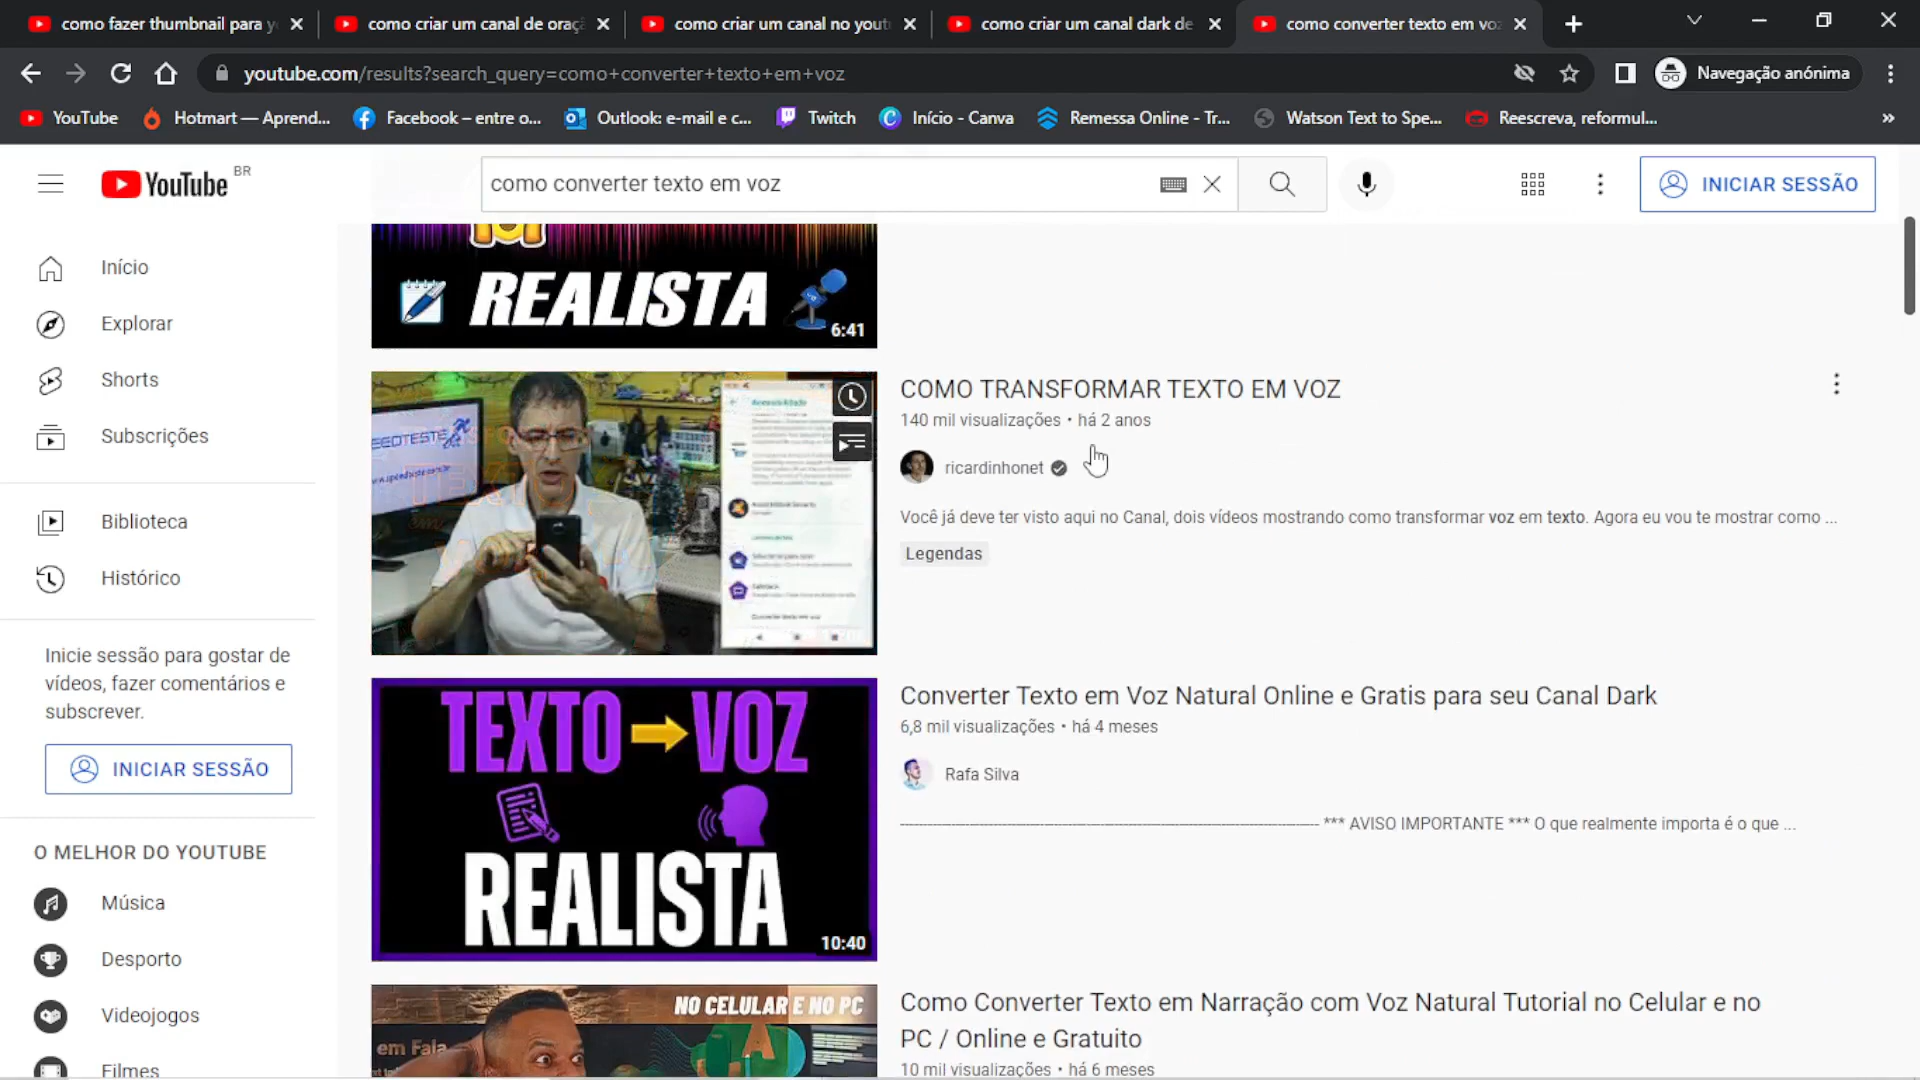 como fazer thumbnail para y
como criar um canal de oraç
como criar um canal no yout
como criar um canal dark de
como converter texto em voz
youtube.com/results?search_query=como+converter+texto+em+voz
Navegação anónima
YouTube
Hotmart — Aprend...
Facebook – entre o...
Outlook: e-mail e c...
Twitch
Início - Canva
Remessa Online - Tr...
Watson Text to Spe...
Reescreva, reformul...
YouTube BR
como converter texto em voz
INICIAR SESSÃO
Início
Explorar
Shorts
Subscrições
Biblioteca
Histórico
Inicie sessão para gostar de
vídeos, fazer comentários e
subscrever.
INICIAR SESSÃO
O MELHOR DO YOUTUBE
Música
Desporto
Videojogos
Filmes
REALISTA
6:41
COMO TRANSFORMAR TEXTO EM VOZ
140 mil visualizações • há 2 anos
ricardinhonet
Você já deve ter visto aqui no Canal, dois vídeos mostrando como transformar voz em texto. Agora eu vou te mostrar como ...
Legendas
TEXTO VOZ
REALISTA
10:40
Converter Texto em Voz Natural Online e Gratis para seu Canal Dark
6,8 mil visualizações • há 4 meses
Rafa Silva
*** AVISO IMPORTANTE *** O que realmente importa é o que ...
NO CELULAR E NO PC
em Fala
Como Converter Texto em Narração com Voz Natural Tutorial no Celular e no
PC / Online e Gratuito
10 mil visualizações • há 6 meses